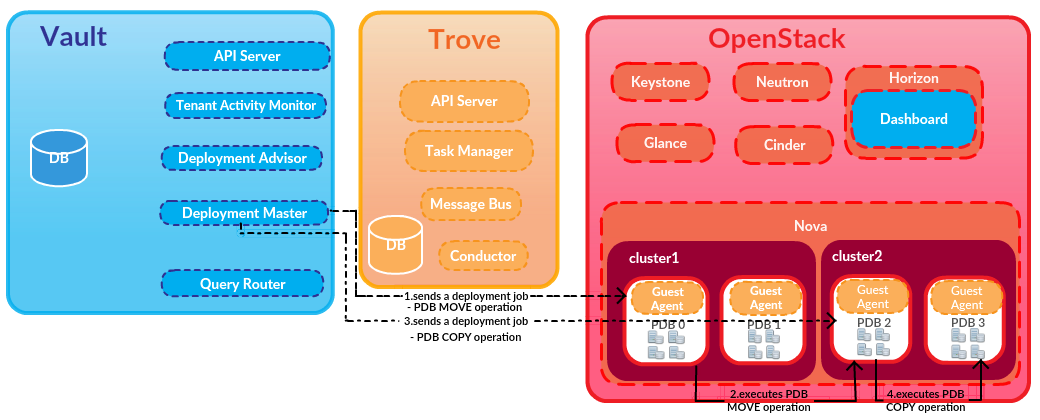 Vault
API Server
Tenant Activity Monitor
DB
Deployment Advisor
Deployment Master
Query Router
Trove
API Server
Task Manager
Message Bus
DB
Conductor
OpenStack
Keystone
Neutron
Horizon
Dashboard
Glance
Cinder
Nova
cluster1
Guest
Agent
PDB 0
Guest
Agent
PDB 1
cluster2
Guest
Agent
PDB 2
Guest
Agent
PDB 3
1.sends a deployment job
- PDB MOVE operation
3.sends a deployment job
- PDB COPY operation
2.executes PDB
MOVE operation
4.executes PDB
COPY operation